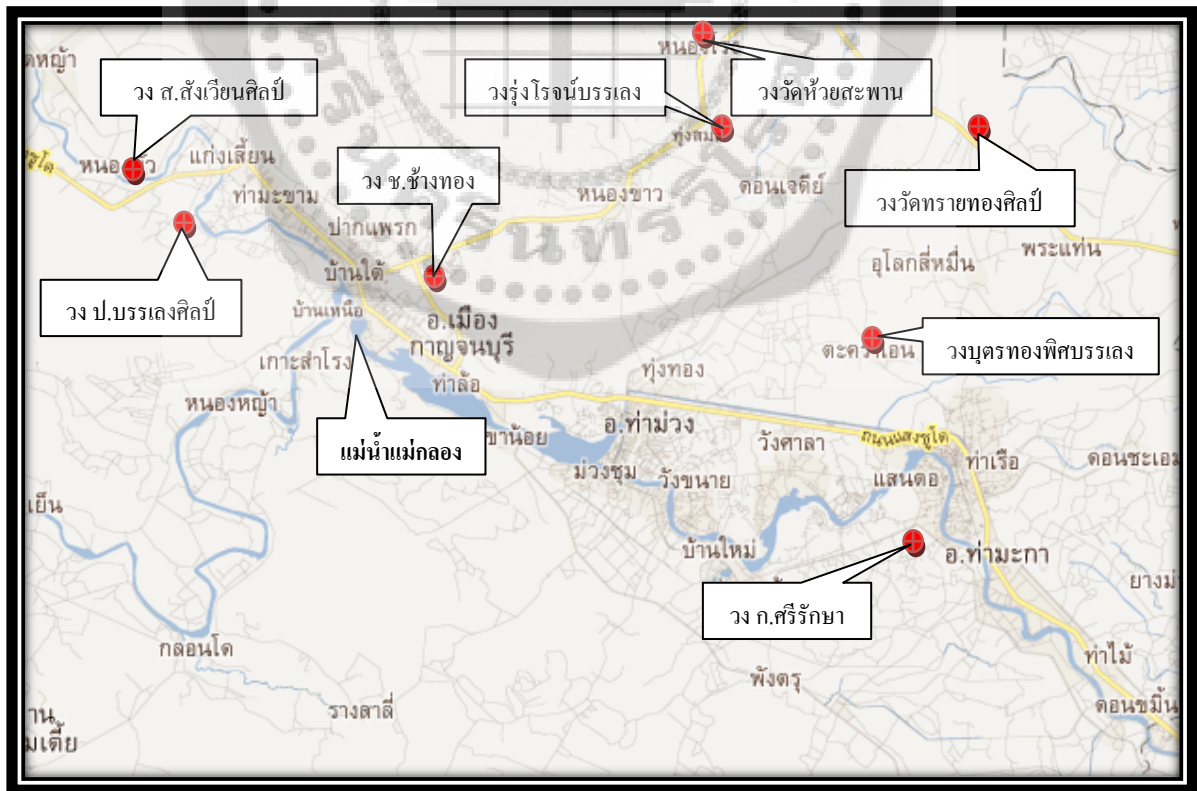 หนองโรง
วง ส.สังเวียนศิลป์
วงรุ่งโรจน์บรรเลง
วงวัดห้วยสะพาน
แก่งเสี้ยน
ท่ามะขาม
วง ช.ช้างทอง
หนองขาว
ดอนเจดีย์
วงวัดทรายทองศิลป์
ปากแพรก
บ้านใต้
อุโลกสี่หมื่น
พระแท่น
วง ป.บรรเลงศิลป์
บ้านเหนือ
อ.เมือง
กาญจนบุรี
เกาะสำโรง
ท่าล้อ
ทุ่งทอง
วงบุตรทองพิศบรรเลง
หนองหญ้า
แม่น้ำแม่กลอง
อ.ท่าม่วง
วังศาลา
ถนนแสงชูโต
ท่าเรือ
ม่วงชุม
วังขนาย
แสนตอ
บ้านใหม่
อ.ท่ามะกา
วง ก.ศรีรักษา
กลอนโด
พังตรุ
ท่าไม้
รางสาลี่
ดอนขมิ้น